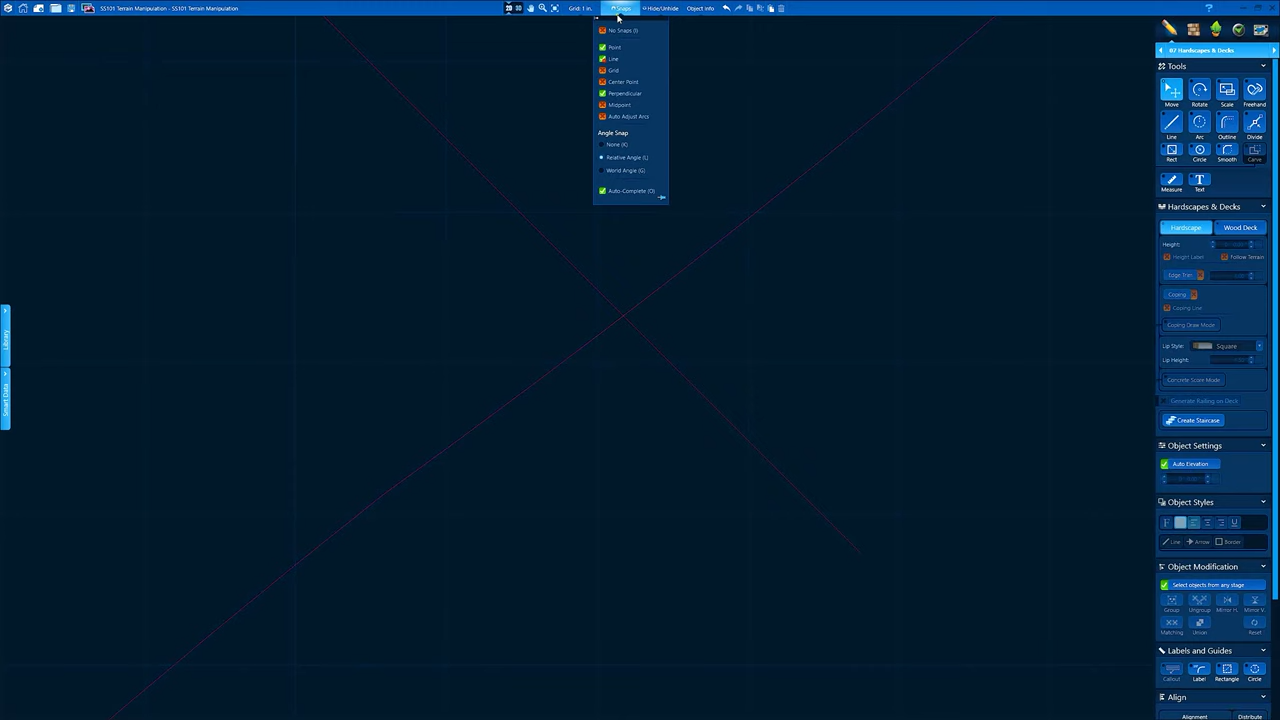 SS101 Terrain Manipulation - SS101 Terrain Manipulation
2D 3D
Grid: 1 in.
Snaps
Hide/Unhide
Object Info
?
No Snaps (I)
Point
Line
Grid
Center Point
Perpendicular
Midpoint
Auto Adjust Arcs
Angle Snap
None (K)
Relative Angle (L)
World Angle (G)
Auto-Complete (O)
Library
Smart Data
07 Hardscapes & Decks
Tools
Move Rotate Scale Freehand
Line Arc Outline Divide
Rect Circle Smooth Carve
Measure Text
Hardscapes & Decks
Hardscape Wood Deck
Height:
Height Label Follow Terrain
Edge Trim
Coping
Coping Line
Coping Draw Mode
Lip Style: Square
Lip Height:
Concrete Score Mode
Generate Railing on Deck
Create Staircase
Object Settings
Auto Elevation
Object Styles
Line Arrow Border
Object Modification
Select objects from any stage
Group Ungroup Mirror H. Mirror V.
Matching Union Reset
Labels and Guides
Callout Label Rectangle Circle
Align
Alignment Distribute